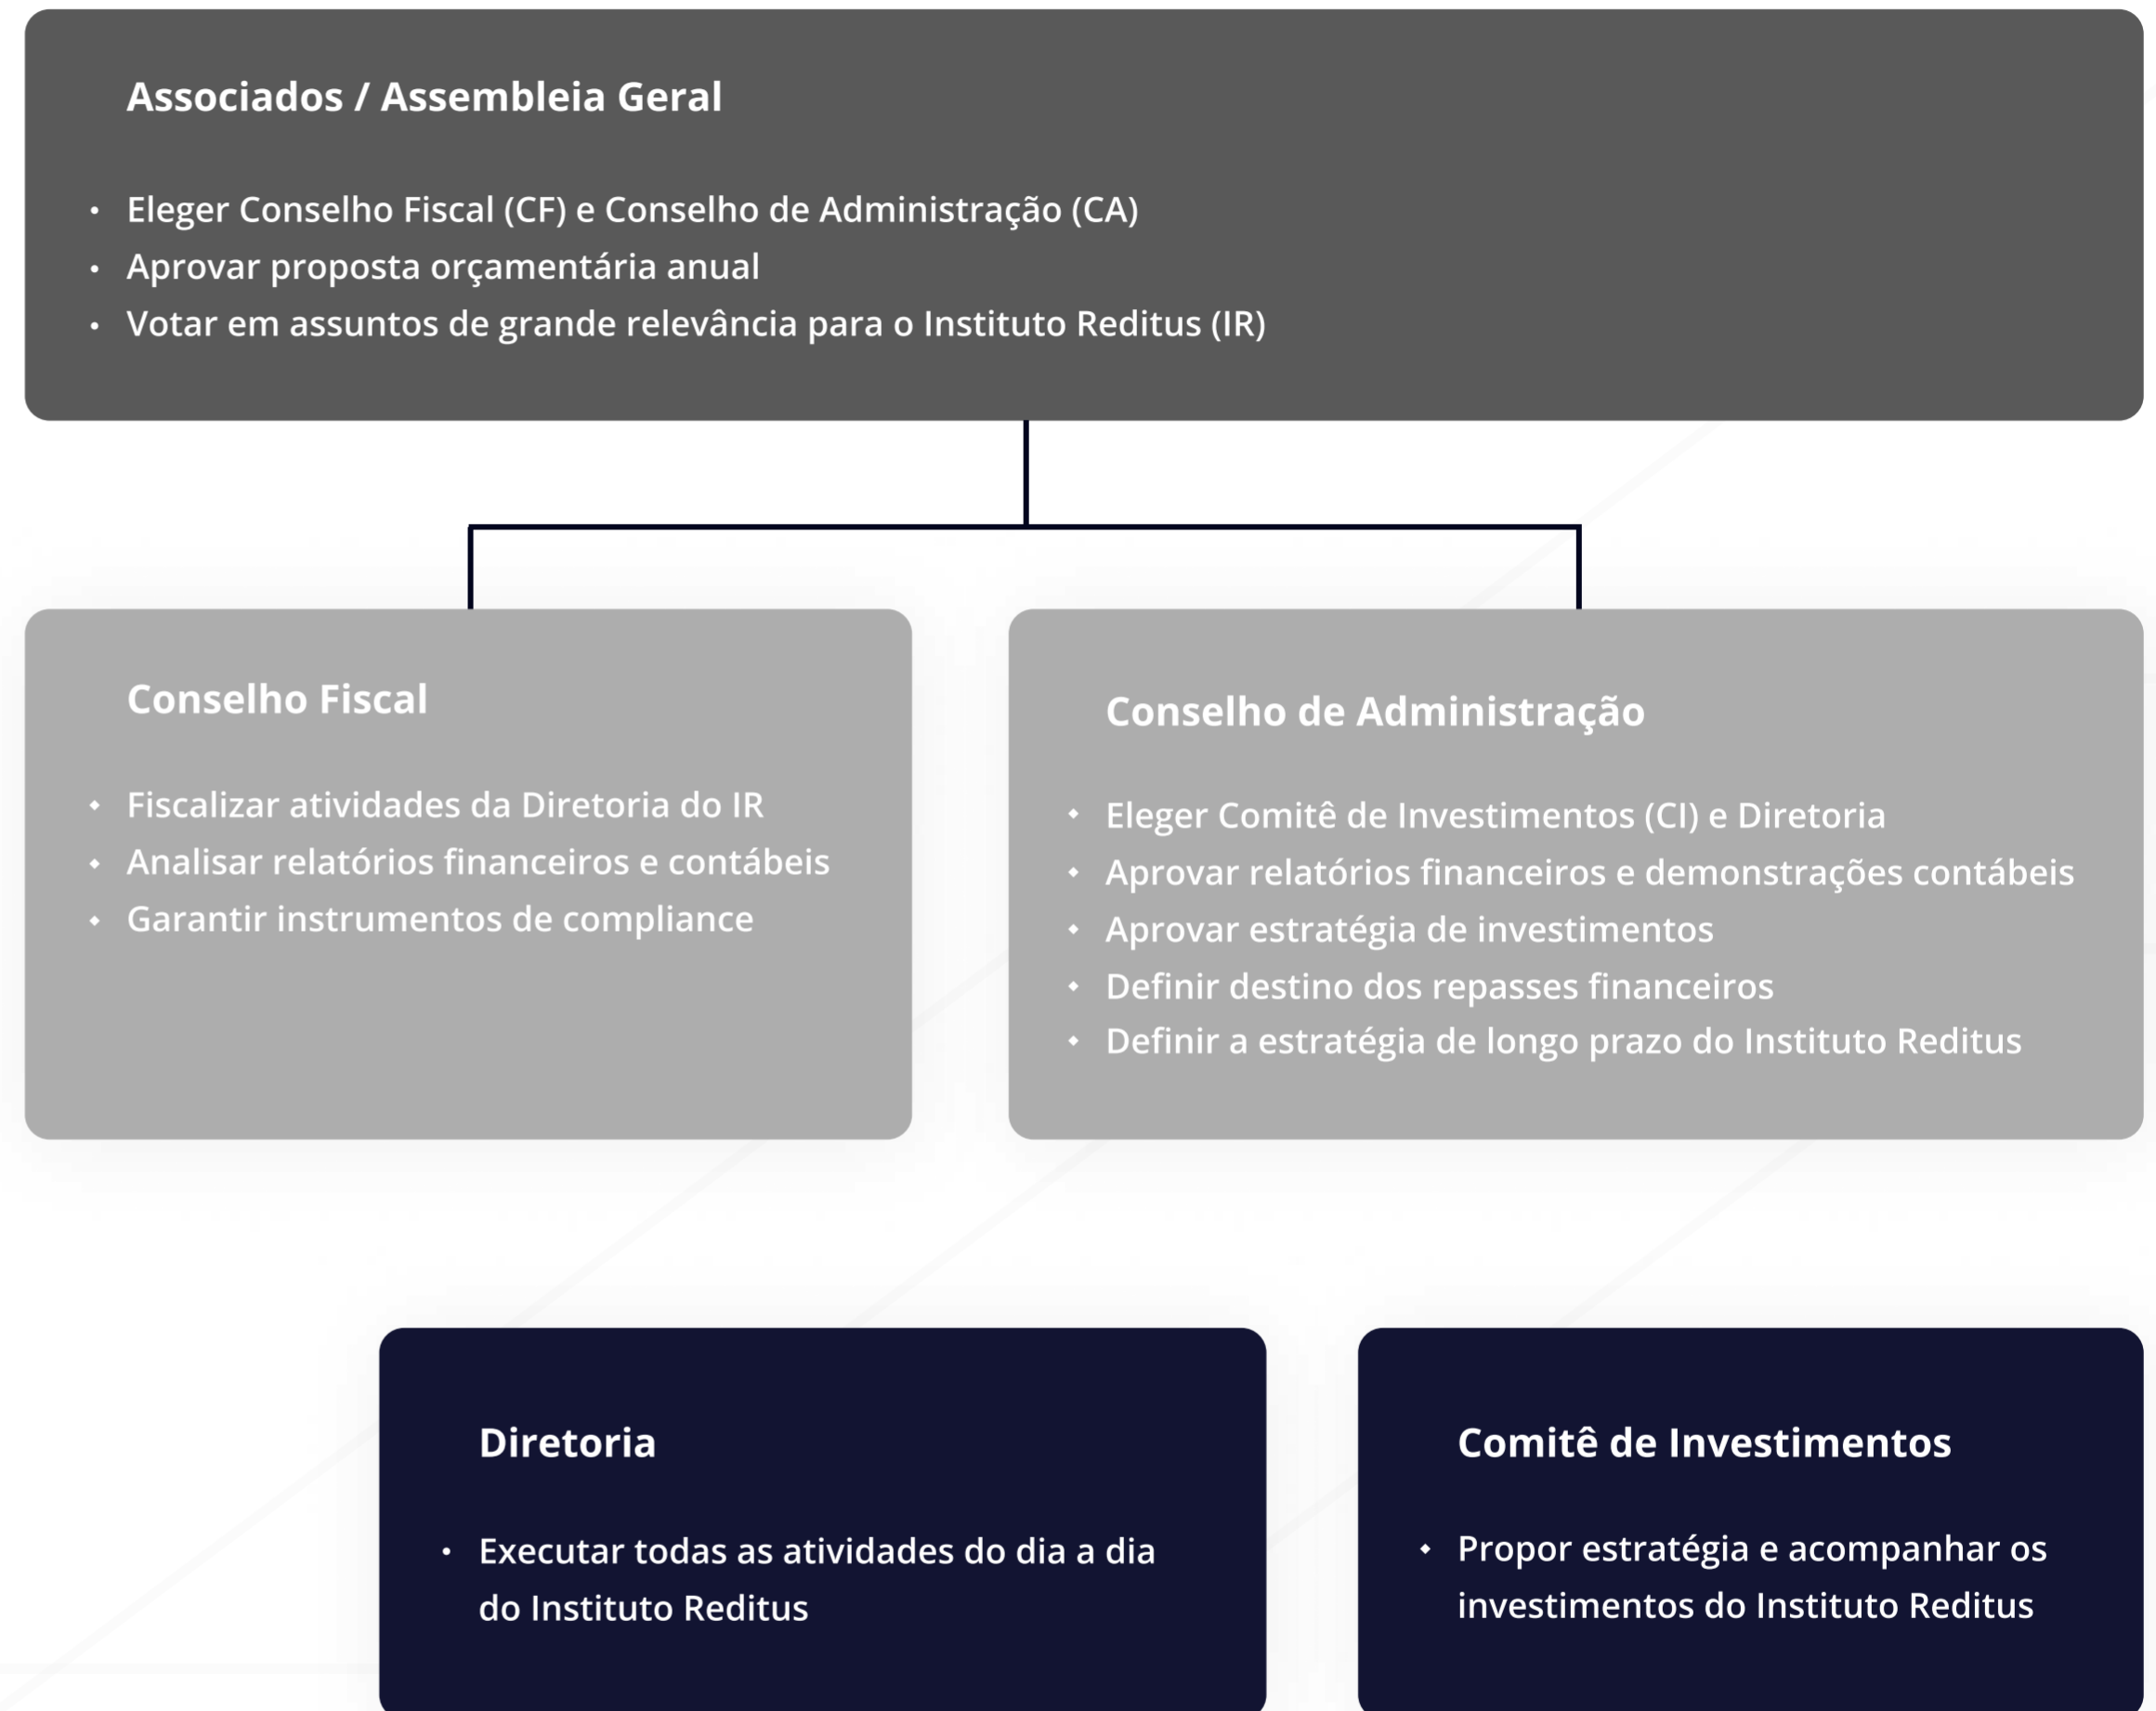 Associados / Assembleia Geral
• Eleger Conselho Fiscal (CF) e Conselho de Administração (CA)
• Aprovar proposta orçamentária anual
• Votar em assuntos de grande relevância para o Instituto Reditus (IR)
Conselho Fiscal
• Fiscalizar atividades da Diretoria do IR
• Analisar relatórios financeiros e contábeis
• Garantir instrumentos de compliance
Conselho de Administração
• Eleger Comitê de Investimentos (CI) e Diretoria
• Aprovar relatórios financeiros e demonstrações contábeis
• Aprovar estratégia de investimentos
• Definir destino dos repasses financeiros
• Definir a estratégia de longo prazo do Instituto Reditus
Diretoria
• Executar todas as atividades do dia a dia
do Instituto Reditus
Comitê de Investimentos
• Propor estratégia e acompanhar os
investimentos do Instituto Reditus